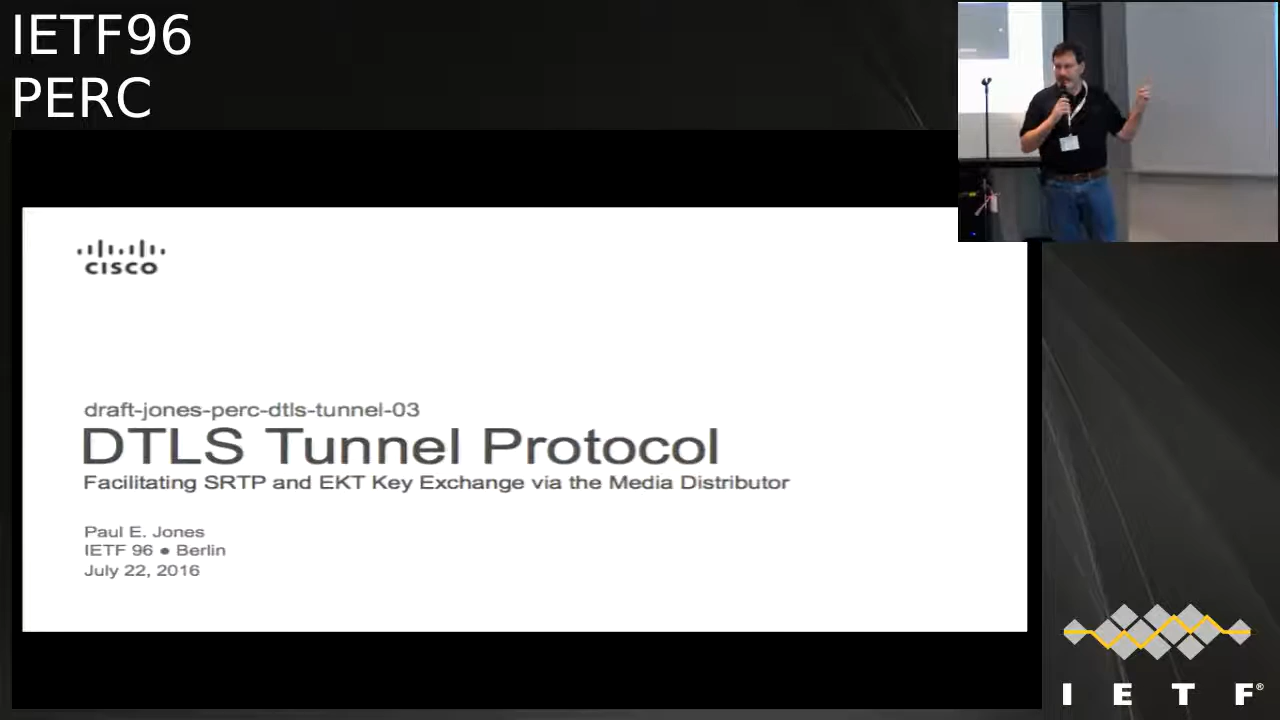 IETF96
PERC
CISCO
draft-jones-perc-dtls-tunnel-03
DTLS Tunnel Protocol
Facilitating SRTP and EKT Key Exchange via the Media Distributor
Paul E. Jones
IETF 96 ● Berlin
July 22, 2016
I E T F®